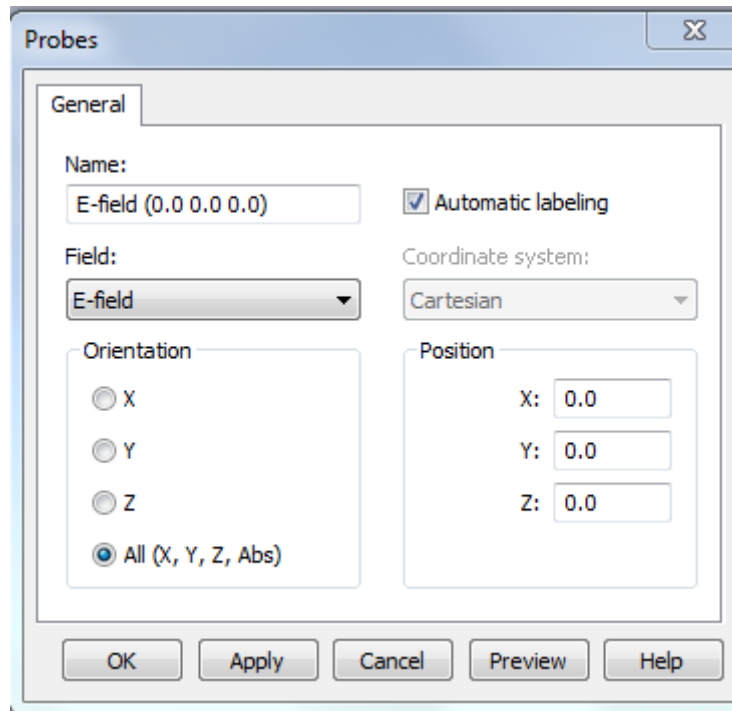 Probes
General
Name:
E-field (0.0 0.0 0.0)
Automatic labeling
Field:
Coordinate system:
E-field
Cartesian
Orientation
Position
X
X: 0.0
Y
Y: 0.0
Z
Z: 0.0
All (X, Y, Z, Abs)
OK Apply Cancel Preview Help